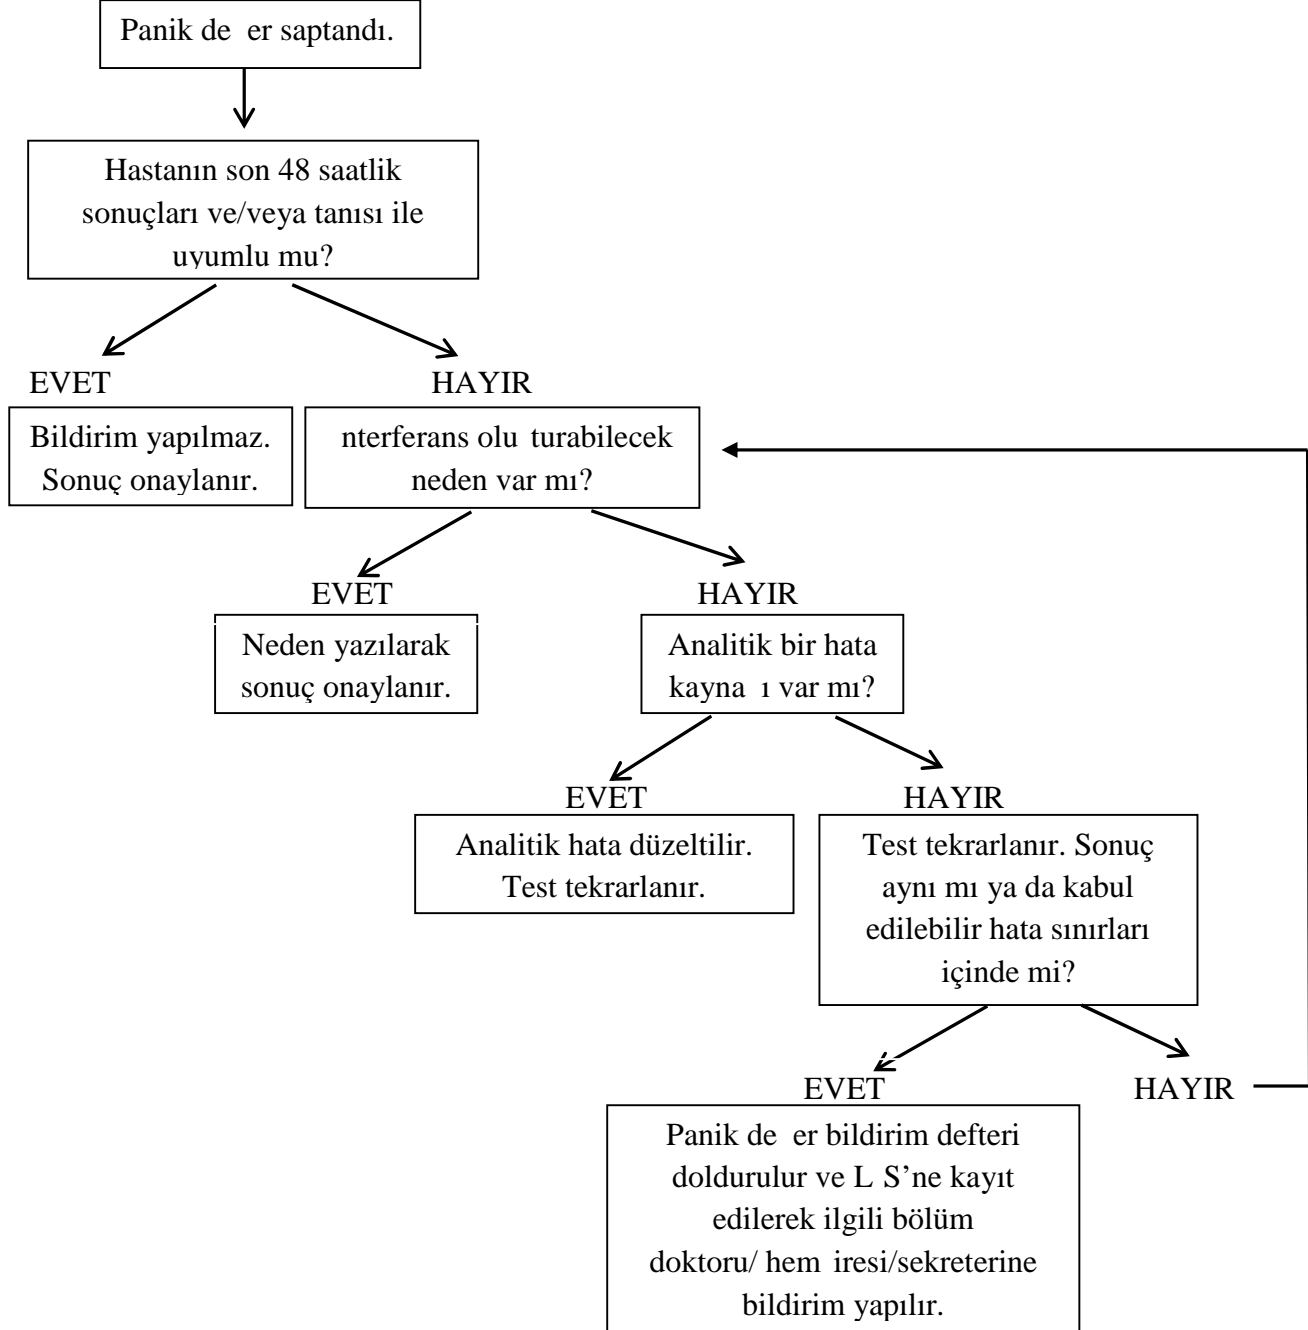 Panik de er saptandı.
Hastanın son 48 saatlik
sonuçları ve/veya tanısı ile
uyumlu mu?
EVET
HAYIR
Bildirim yapılmaz.
Sonuç onaylanır.
nterferans olu turabilecek
neden var mı?
EVET
HAYIR
Neden yazılarak
sonuç onaylanır.
Analitik bir hata
kayna ı var mı?
EVET
HAYIR
Analitik hata düzeltilir.
Test tekrarlanır.
Test tekrarlanır. Sonuç
aynı mı ya da kabul
edilebilir hata sınırları
içinde mi?
EVET
HAYIR
Panik de er bildirim defteri
doldurulur ve L S’ne kayıt
edilerek ilgili bölüm
doktoru/ hem iresi/sekreterine
bildirim yapılır.